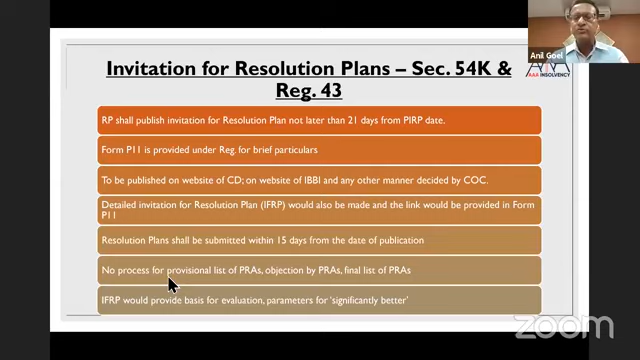 Anil Goel
AAA INSOLVENCY
Invitation for Resolution Plans – Sec. 54K &
Reg. 43
RP shall publish invitation for Resolution Plan not later than 21 days from PIRP date.
Form P11 is provided under Reg. for brief particulars
To be published on website of CD; on website of IBBI and any other manner decided by COC.
Detailed invitation for Resolution Plan (IFRP) would also be made and the link would be provided in Form
P11
Resolution Plans shall be submitted within 15 days from the date of publication
No process for provisional list of PRAs, objection by PRAs, final list of PRAs
IFRP would provide basis for evaluation, parameters for 'significantly better'
zoom